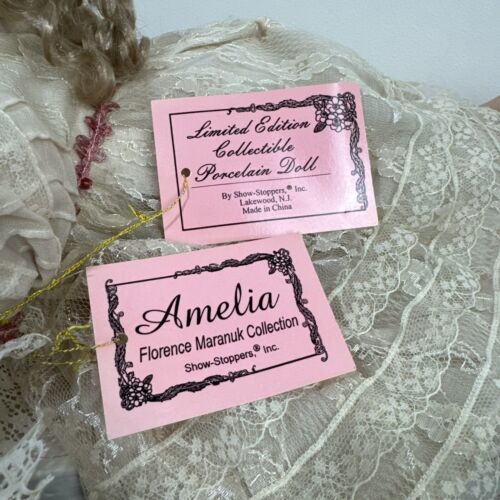 Limited Edition
Collectible
Porcelain Doll
By Show-Stoppers,® Inc.
Lakewood, N.J.
Made in China
Amelia
Florence Maranuk Collection
Show-Stoppers,® Inc.